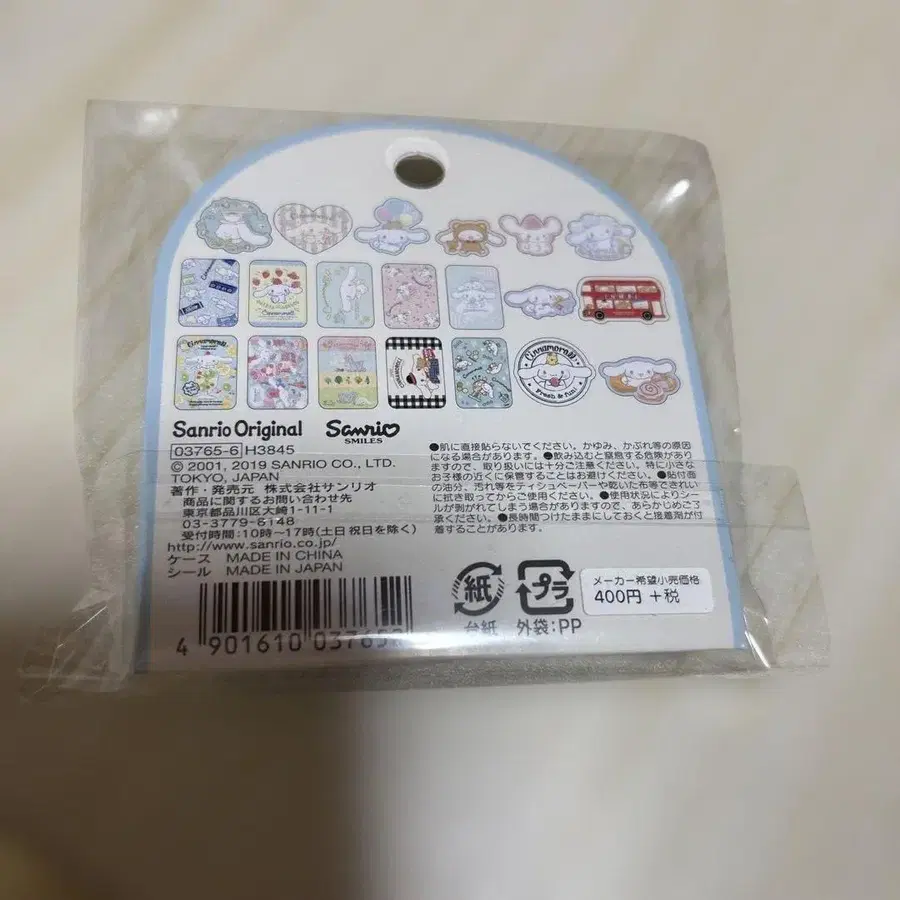 Cinnamoroll
Cinnamoroll
Fresh & Yum!
Sanrio Original
Sanrio
SMILES
03765-6 H3845
© 2001, 2019 SANRIO CO., LTD.
TOKYO, JAPAN
著作・発売元 株式会社サンリオ
商品に関するお問い合わせ先
東京都品川区大崎1-11-1
03-3779-8148
受付時間:10時〜17時(土日祝日を除く)
http://www.sanrio.co.jp/
ケース MADE IN CHINA
シール MADE IN JAPAN
●肌に直接貼らないでください。かゆみ、かぶれ等の原因
になる場合があります。●飲み込むと窒息する危険があり
ますので、取り扱いには十分ご注意ください。特に小さな
お子様の近くに保管することはお避けください。●貼付面
の油分、汚れ等をティシュペーパーや乾いた布等できれい
に拭き取ってからご使用ください。●使用状況によりシー
ルが剥がれてしまう場合がありますので、あらかじめご了
承ください。●長時間つけたままにしておくと接着剤が付
着することがあります。
紙
台紙
プラ
外袋:PP
メーカー希望小売価格
400円 +税
4 901610 03765